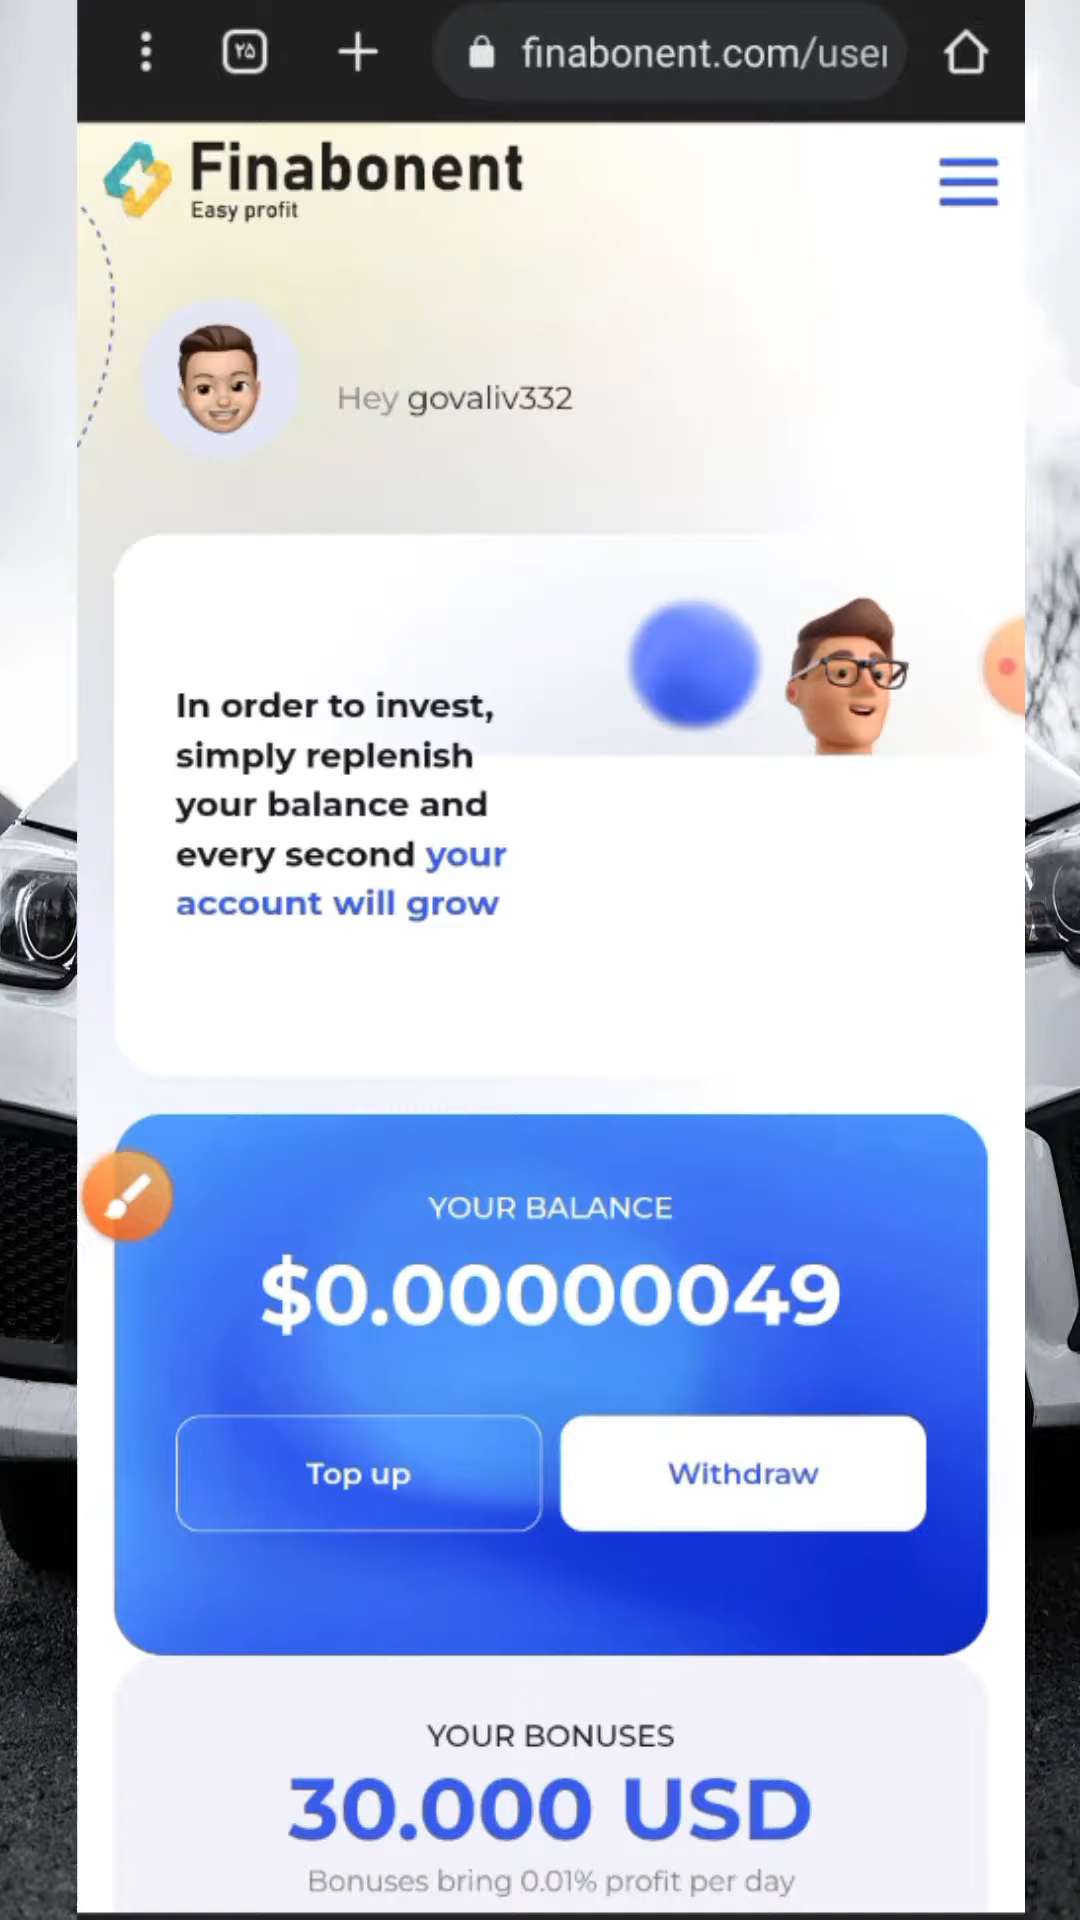 ۲۵
finabonent.com/user
Finabonent
Easy profit
Hey govaliv332
In order to invest,
simply replenish
your balance and
every second your
account will grow
YOUR BALANCE
$0.00000049
Top up
Withdraw
YOUR BONUSES
30.000 USD
Bonuses bring 0.01% profit per day